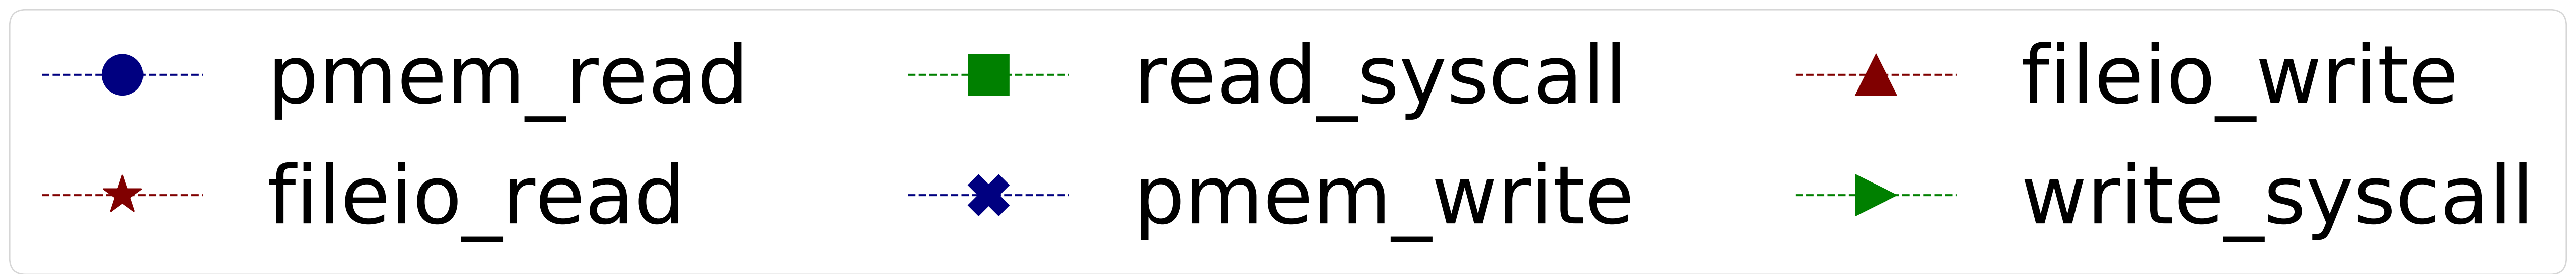 pmem_read read_syscall fileio_write
fileio_read pmem_write write_syscall